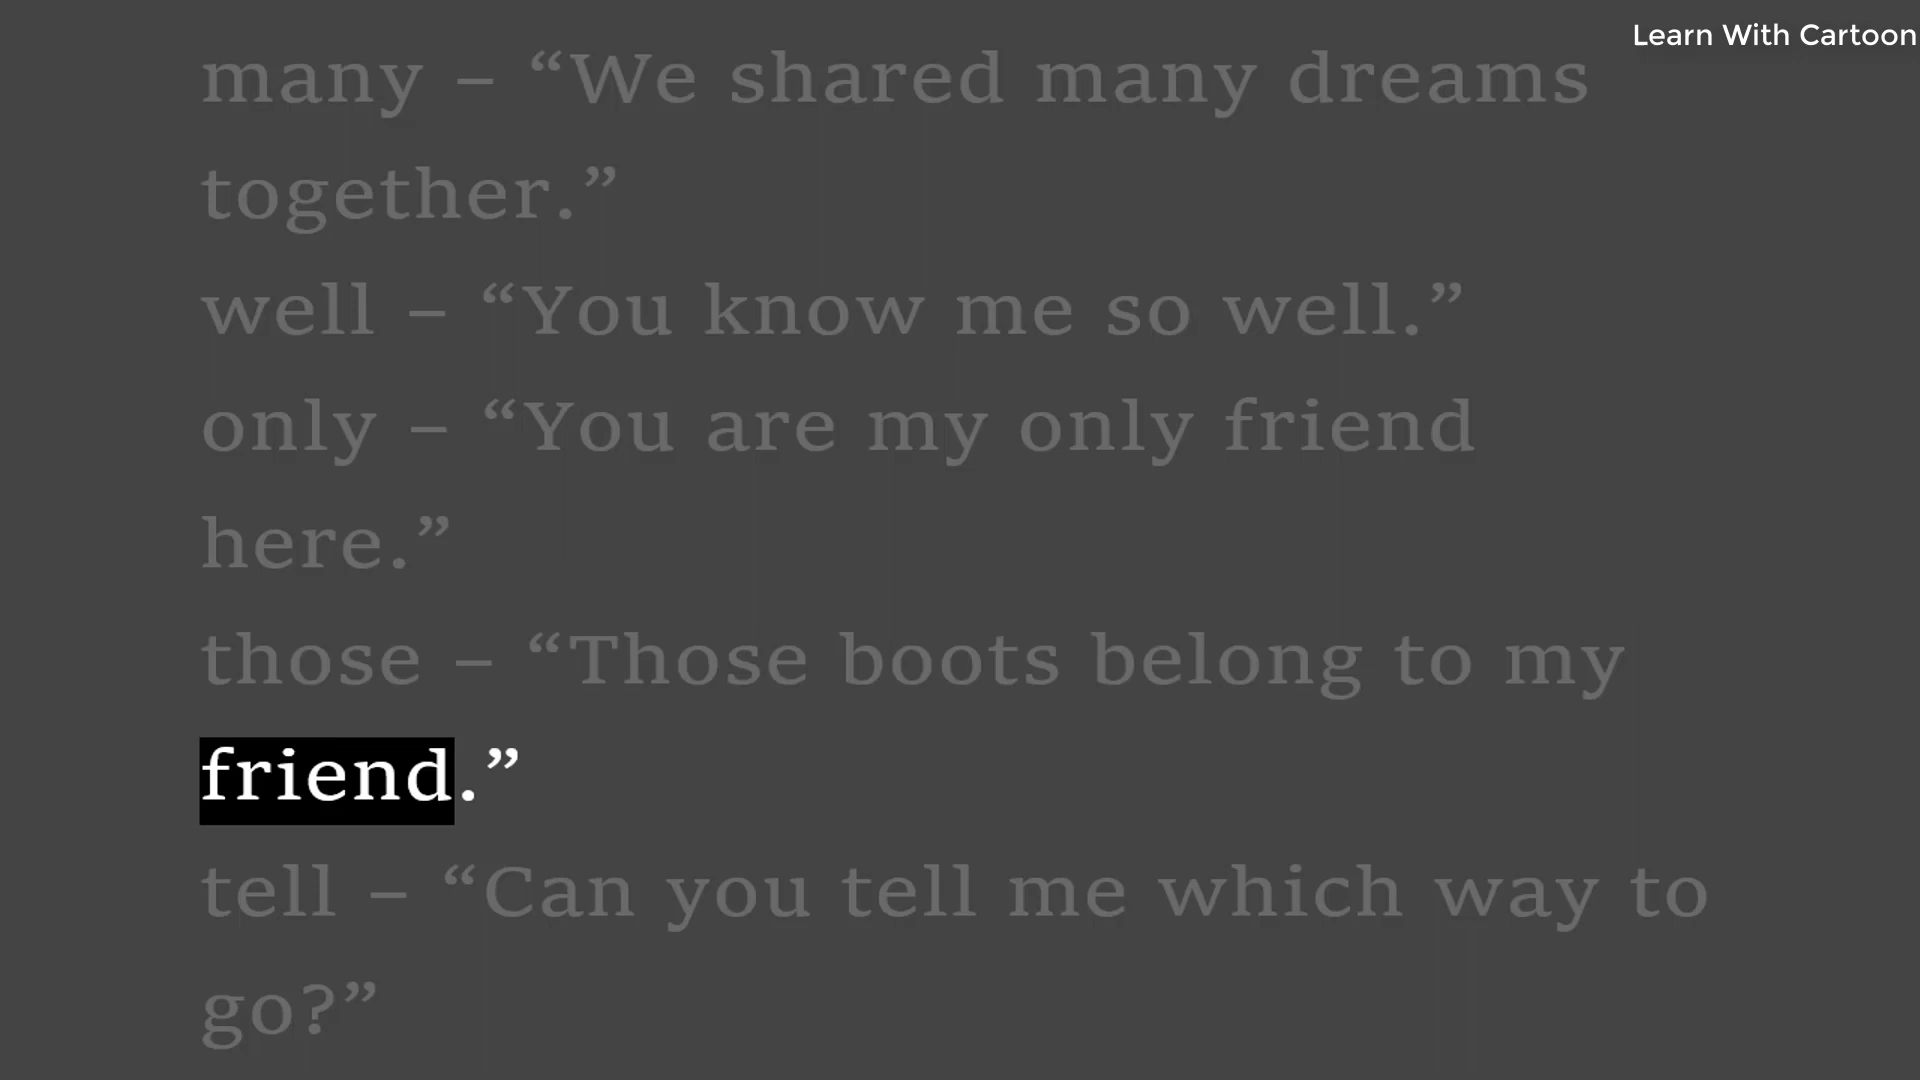 Learn With Cartoon
many – “We shared many dreams
together.”
well – “You know me so well.”
only – “You are my only friend
here.”
those – “Those boots belong to my
friend.”
tell – “Can you tell me which way to
go?”